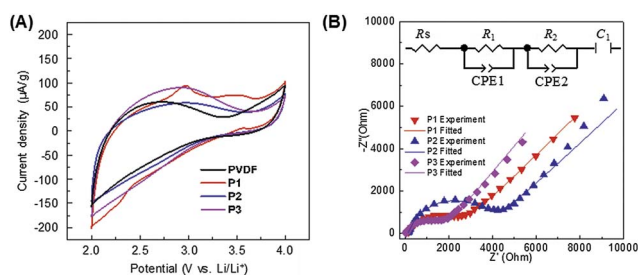 (A)
200
150
100
50
0
-50
-100
-150
-200
Current density (µA/g)
PVDF
P1
P2
P3
2.0 2.5 3.0 3.5 4.0
Potential (V vs. Li/Li⁺)
(B)
10000
8000
6000
4000
2000
0
-Z''(Ohm)
Rs R1 R2 C1
CPE1 CPE2
P1 Experiment
P1 Fitted
P2 Experiment
P2 Fitted
P3 Experiment
P3 Fitted
0 2000 4000 6000 8000 10000
Z' (Ohm)